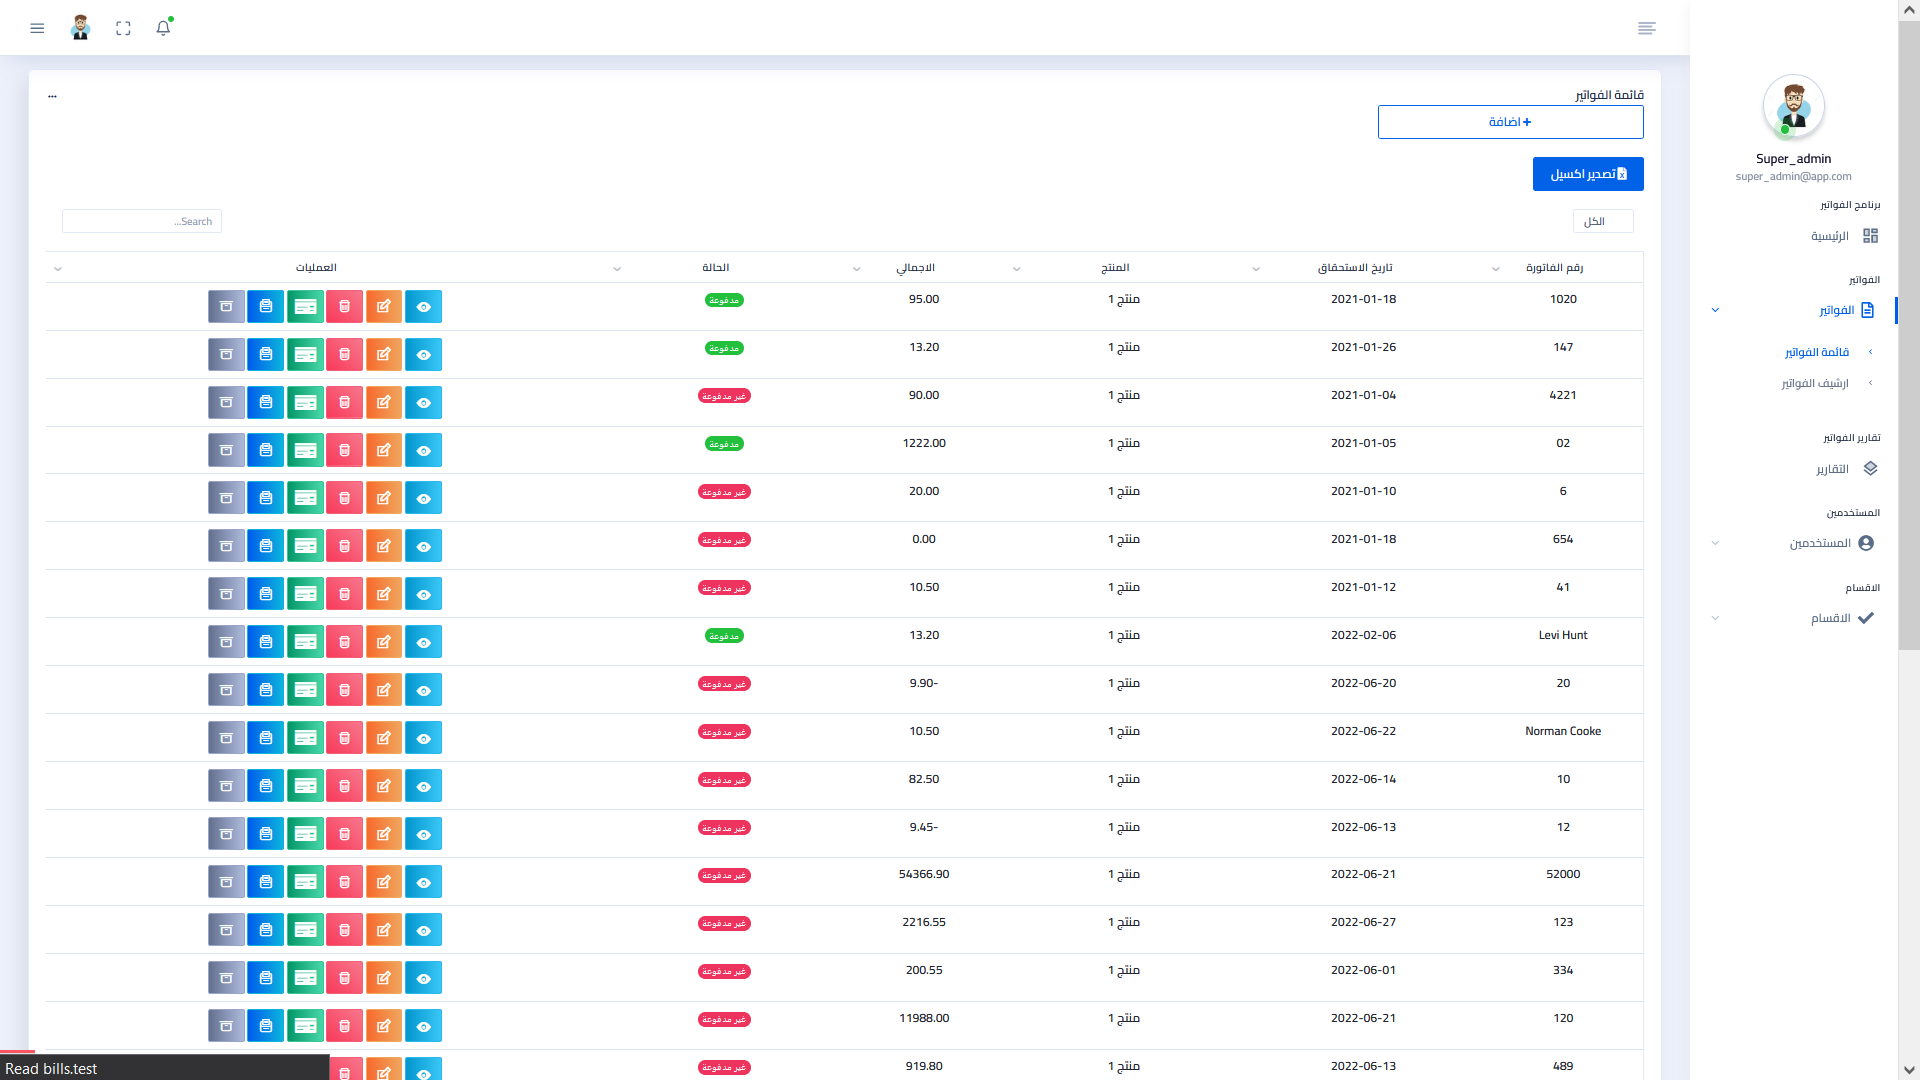 Super_admin
super_admin@app.com
برنامج الفواتير
الرئيسية
الفواتير
الفواتير
قائمة الفواتير
ارشيف الفواتير
تقارير الفواتير
التقارير
المستخدمين
المستخدمين
الاقسام
الاقسام
قائمة الفواتير
...
+ اضافة
تصدير اكسيل
الكل
Search...
رقم الفاتورة تاريخ الاستحقاق المنتج الاجمالي الحالة العمليات
1020 2021-01-18 منتج 1 95.00 مدفوعة
147 2021-01-26 منتج 1 13.20 مدفوعة
4221 2021-01-04 منتج 1 90.00 غير مدفوعة
02 2021-01-05 منتج 1 1222.00 مدفوعة
6 2021-01-10 منتج 1 20.00 غير مدفوعة
654 2021-01-18 منتج 1 0.00 غير مدفوعة
41 2021-01-12 منتج 1 10.50 غير مدفوعة
Levi Hunt 2022-02-06 منتج 1 13.20 مدفوعة
20 2022-06-20 منتج 1 9.90- غير مدفوعة
Norman Cooke 2022-06-22 منتج 1 10.50 غير مدفوعة
10 2022-06-14 منتج 1 82.50 غير مدفوعة
12 2022-06-13 منتج 1 9.45- غير مدفوعة
52000 2022-06-21 منتج 1 54366.90 غير مدفوعة
123 2022-06-27 منتج 1 2216.55 غير مدفوعة
334 2022-06-01 منتج 1 200.55 غير مدفوعة
120 2022-06-21 منتج 1 11988.00 غير مدفوعة
489 2022-06-13 منتج 1 919.80 غير مدفوعة
Read bills.test